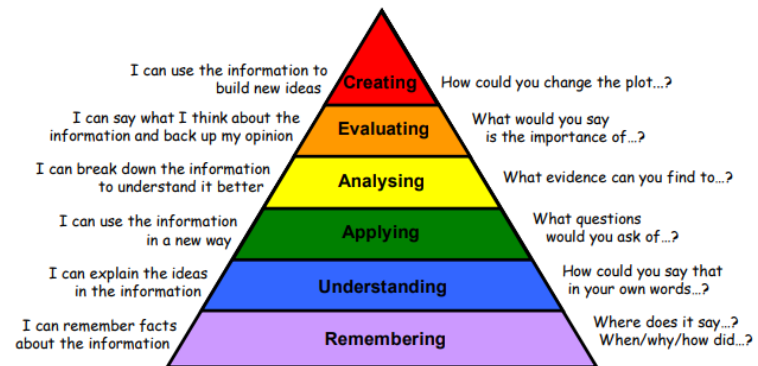 I can use the information to
build new ideas
Creating
How could you change the plot...?
I can say what I think about the
information and back up my opinion
Evaluating
What would you say
is the importance of...?
I can break down the information
to understand it better
Analysing
What evidence can you find to...?
I can use the information
in a new way
Applying
What questions
would you ask of...?
I can explain the ideas
in the information
Understanding
How could you say that
in your own words...?
I can remember facts
about the information
Remembering
Where does it say...?
When/why/how did...?